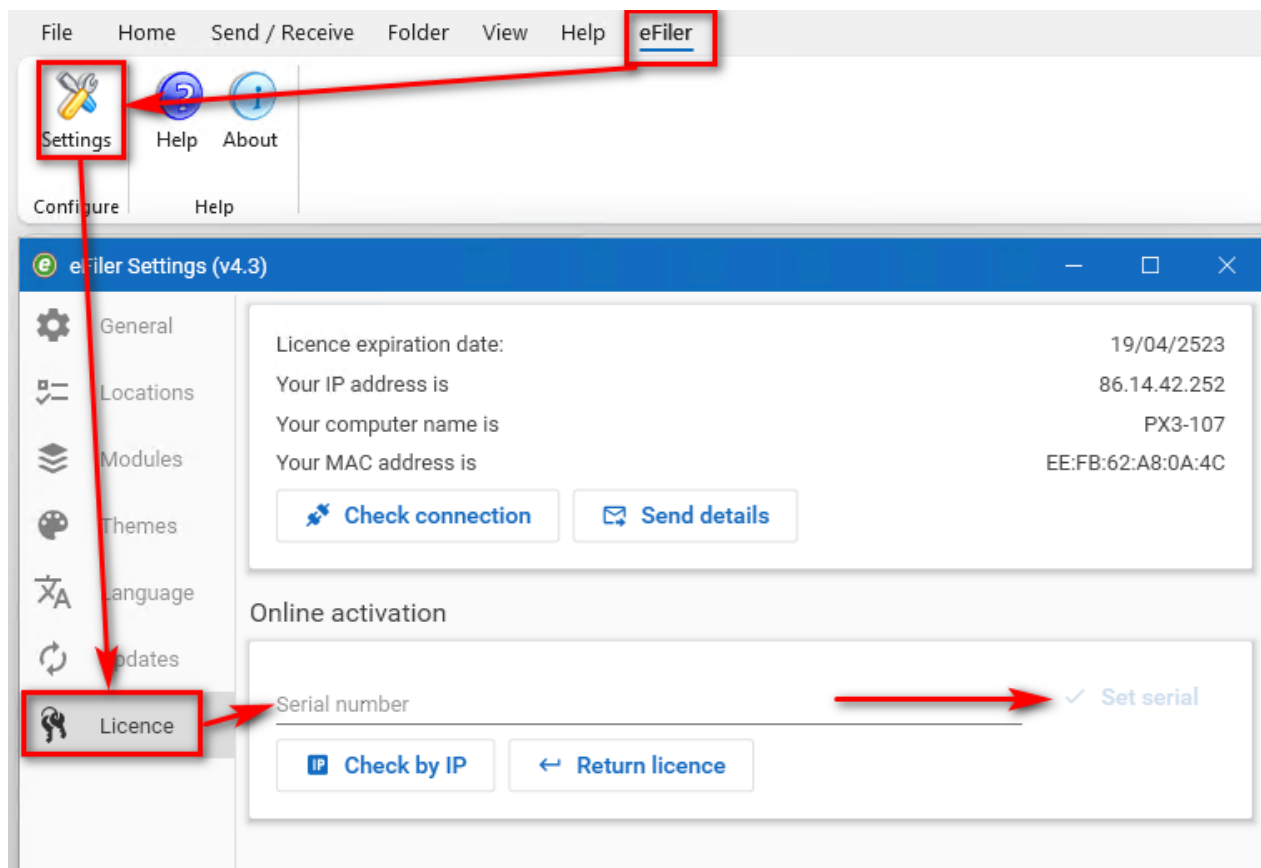 File Home Send / Receive Folder View Help eFiler
Settings Help About
Configure Help
eFiler Settings (v4.3)
General
Locations
Modules
Themes
Language
Updates
Licence
Licence expiration date: 19/04/2523
Your IP address is 86.14.42.252
Your computer name is PX3-107
Your MAC address is EE:FB:62:A8:0A:4C
Check connection Send details
Online activation
Serial number Set serial
IP Check by IP Return licence